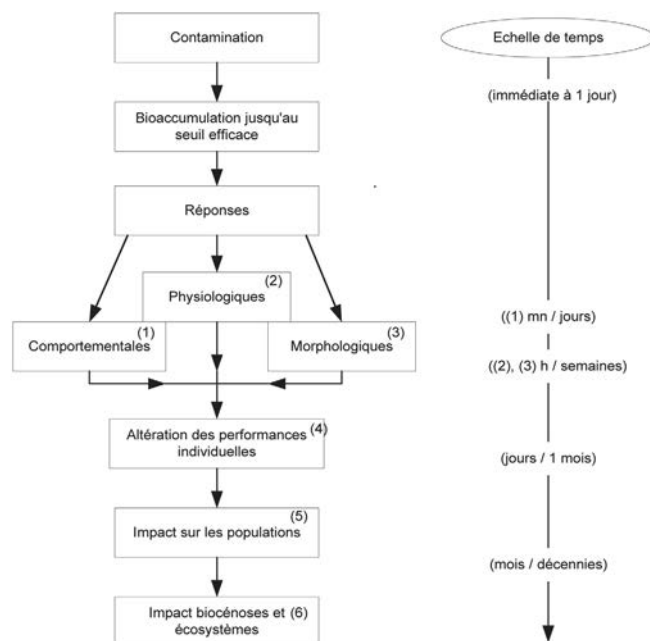 Contamination
Echelle de temps
(immédiate à 1 jour)
Bioaccumulation jusqu'au
seuil efficace
Réponses
(2)
Physiologiques
(1)
Comportementales
(3)
Morphologiques
((1) mn / jours)
((2), (3) h / semaines)
Altération des performances (4)
individuelles
(jours / 1 mois)
(5)
Impact sur les populations
(mois / décennies)
Impact biocénoses et (6)
écosystèmes